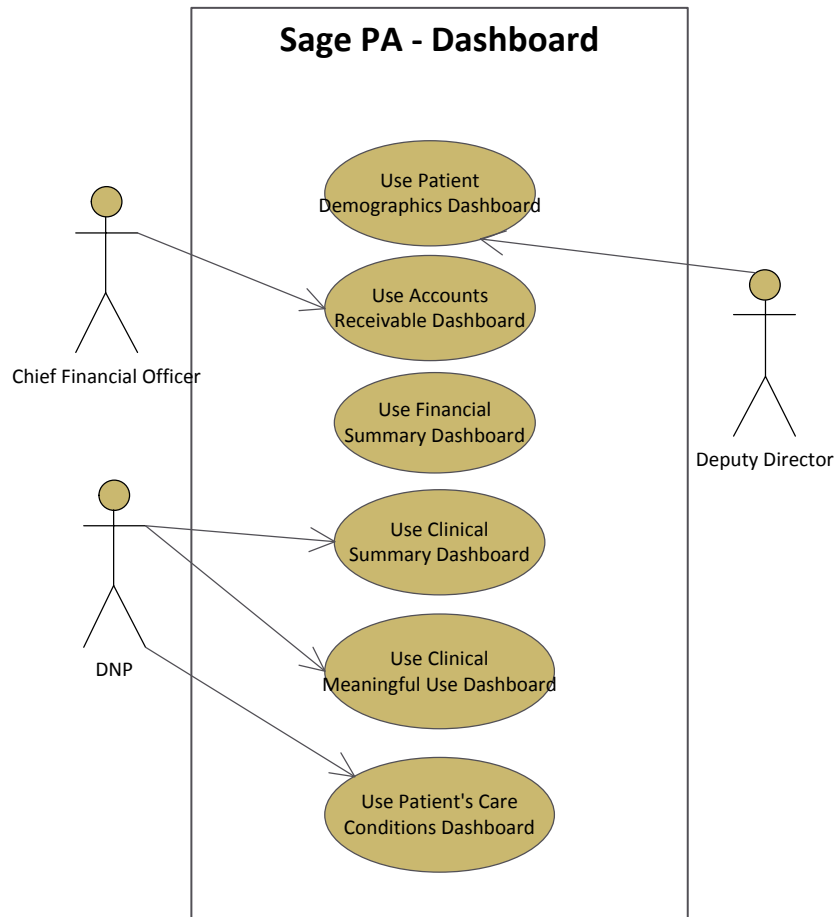 Sage PA - Dashboard
Use Patient
Demographics Dashboard
Use Accounts
Receivable Dashboard
Chief Financial Officer
Use Financial
Summary Dashboard
Deputy Director
Use Clinical
Summary Dashboard
DNP
Use Clinical
Meaningful Use Dashboard
Use Patient's Care
Conditions Dashboard